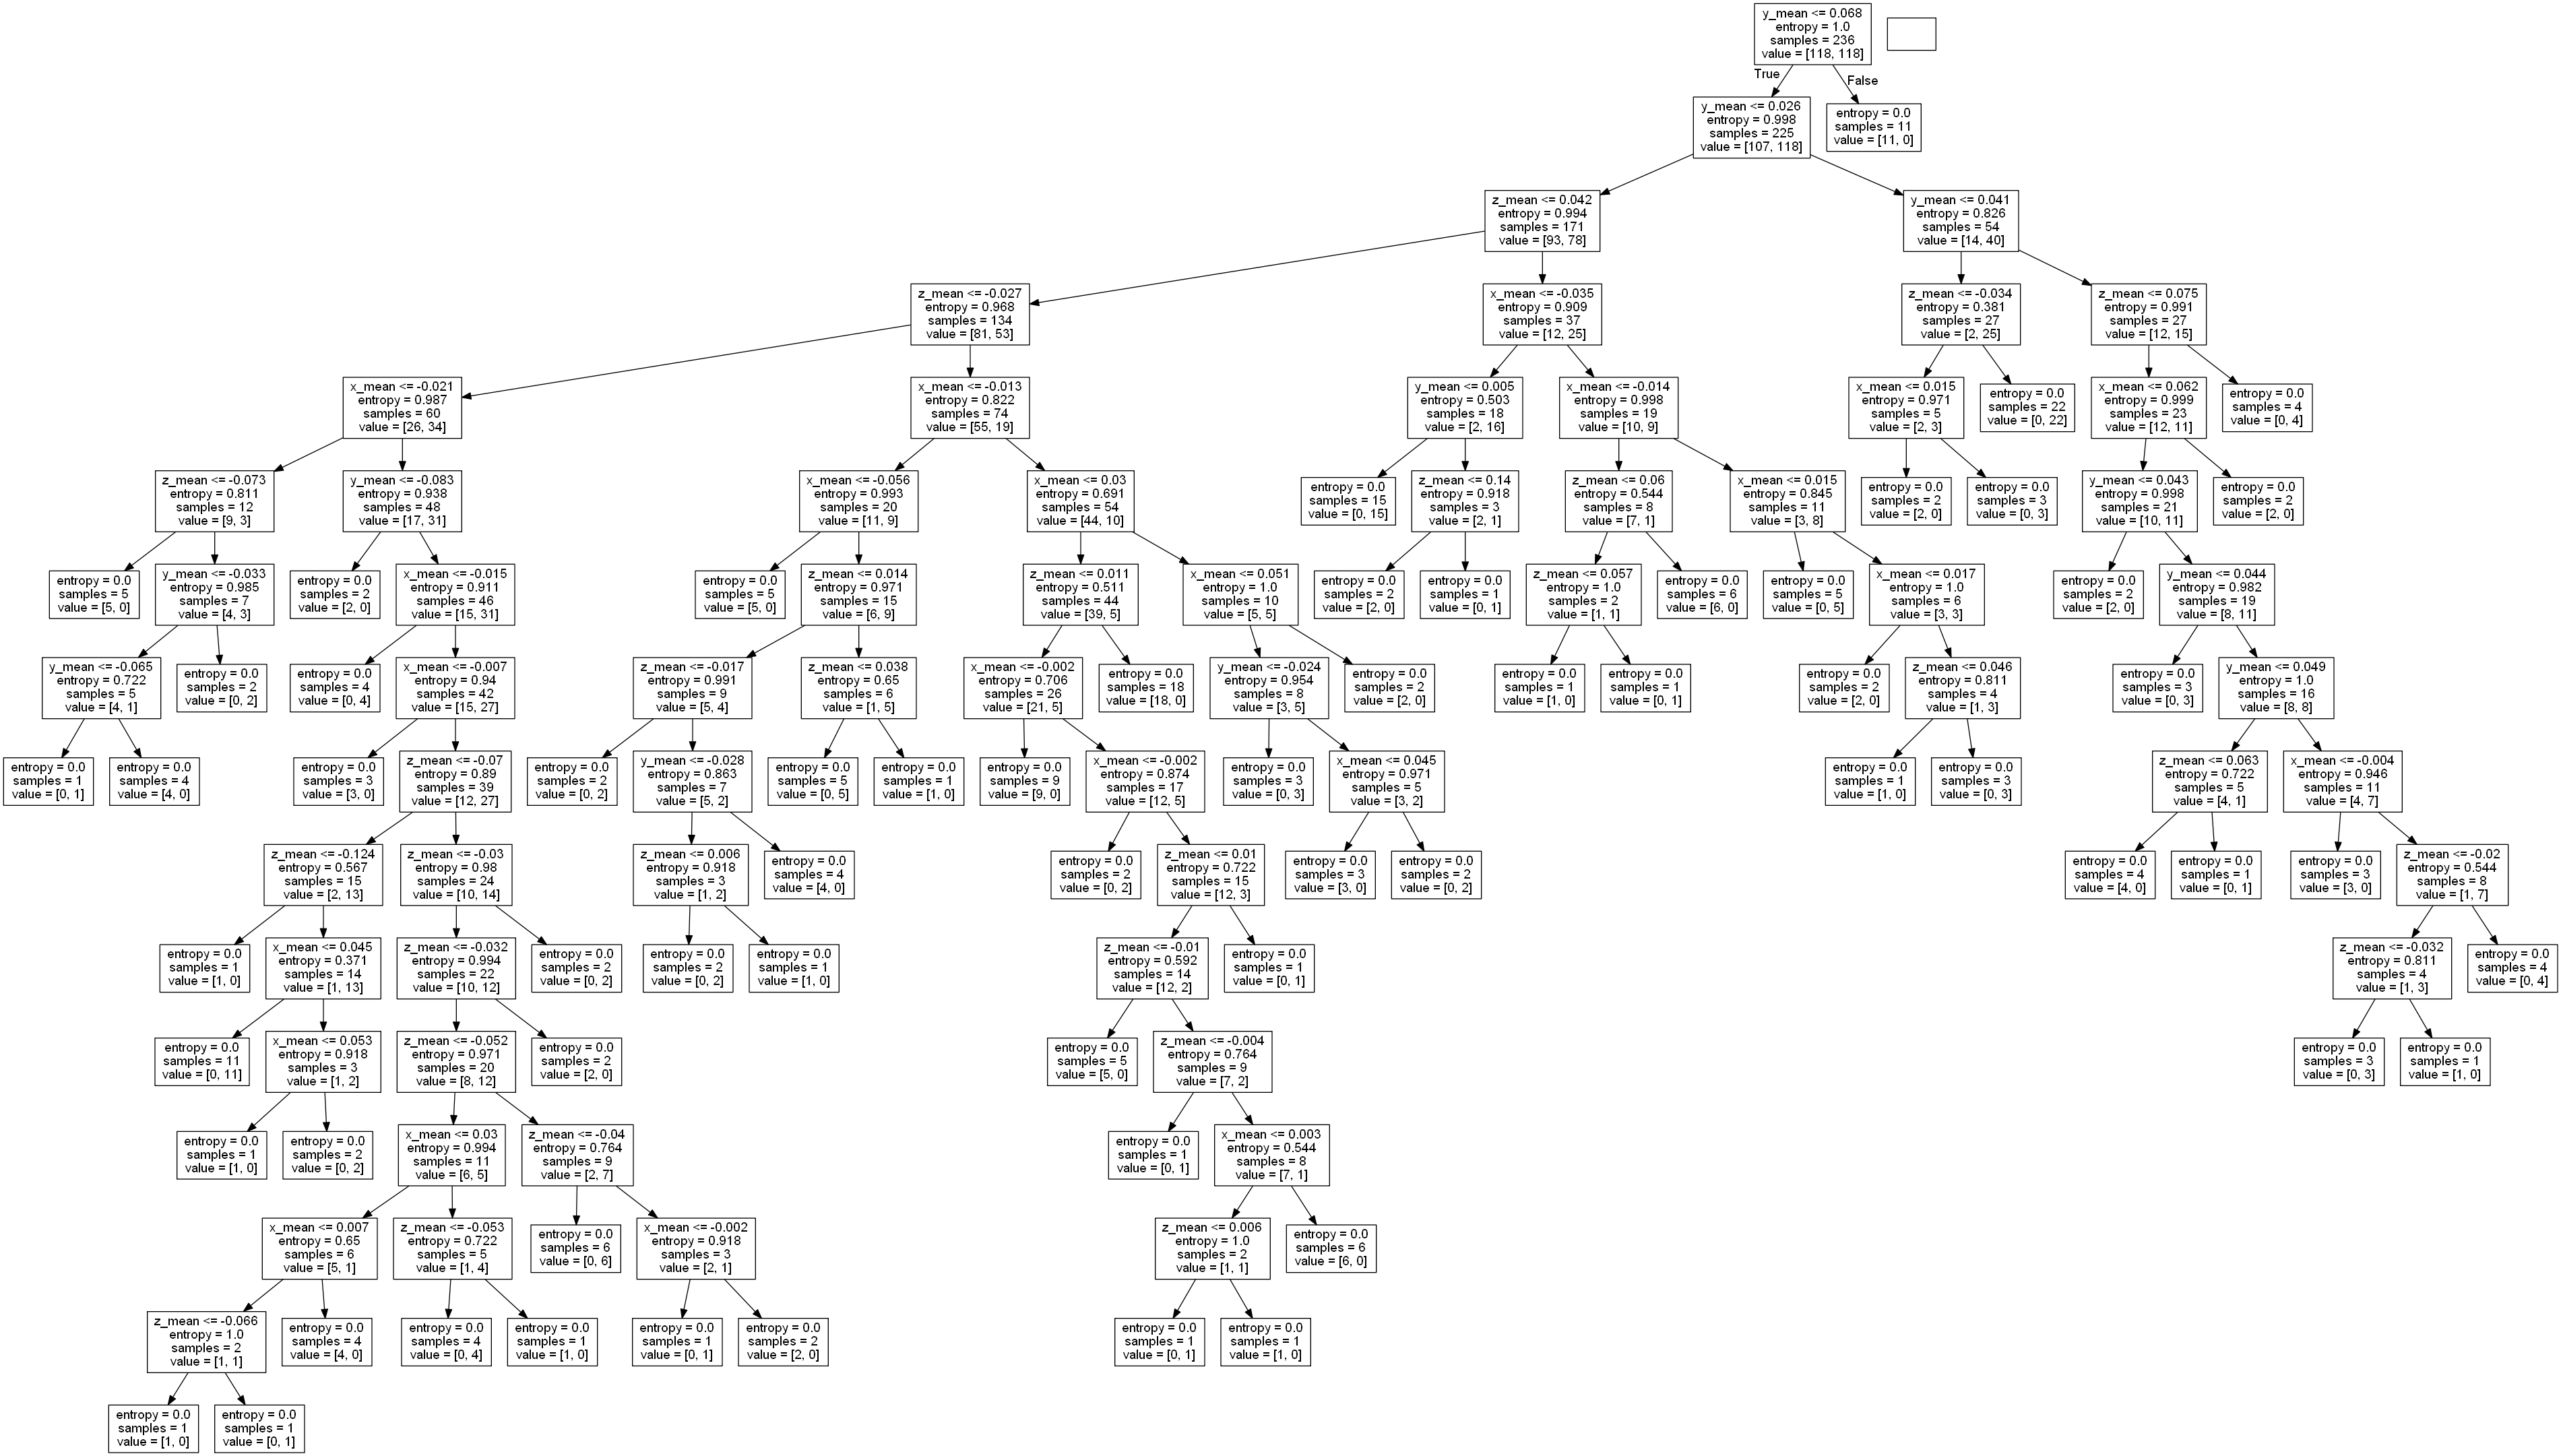 y_mean <= 0.068
entropy = 1.0
samples = 236
value = [118, 118]
True
False
y_mean <= 0.026
entropy = 0.998
samples = 225
value = [107, 118]
entropy = 0.0
samples = 11
value = [11, 0]
z_mean <= 0.042
entropy = 0.994
samples = 171
value = [93, 78]
y_mean <= 0.041
entropy = 0.826
samples = 54
value = [14, 40]
z_mean <= -0.027
entropy = 0.968
samples = 134
value = [81, 53]
x_mean <= -0.035
entropy = 0.909
samples = 37
value = [12, 25]
z_mean <= -0.034
entropy = 0.381
samples = 27
value = [2, 25]
z_mean <= 0.075
entropy = 0.991
samples = 27
value = [12, 15]
x_mean <= -0.021
entropy = 0.987
samples = 60
value = [26, 34]
x_mean <= -0.013
entropy = 0.822
samples = 74
value = [55, 19]
y_mean <= 0.005
entropy = 0.503
samples = 18
value = [2, 16]
x_mean <= -0.014
entropy = 0.998
samples = 19
value = [10, 9]
x_mean <= 0.015
entropy = 0.971
samples = 5
value = [2, 3]
entropy = 0.0
samples = 22
value = [0, 22]
x_mean <= 0.062
entropy = 0.999
samples = 23
value = [12, 11]
entropy = 0.0
samples = 4
value = [0, 4]
z_mean <= -0.073
entropy = 0.811
samples = 12
value = [9, 3]
y_mean <= -0.083
entropy = 0.938
samples = 48
value = [17, 31]
x_mean <= -0.056
entropy = 0.993
samples = 20
value = [11, 9]
x_mean <= 0.03
entropy = 0.691
samples = 54
value = [44, 10]
entropy = 0.0
samples = 15
value = [0, 15]
z_mean <= 0.14
entropy = 0.918
samples = 3
value = [2, 1]
z_mean <= 0.06
entropy = 0.544
samples = 8
value = [7, 1]
x_mean <= 0.015
entropy = 0.845
samples = 11
value = [3, 8]
entropy = 0.0
samples = 2
value = [2, 0]
entropy = 0.0
samples = 3
value = [0, 3]
y_mean <= 0.043
entropy = 0.998
samples = 21
value = [10, 11]
entropy = 0.0
samples = 2
value = [2, 0]
entropy = 0.0
samples = 5
value = [5, 0]
y_mean <= -0.033
entropy = 0.985
samples = 7
value = [4, 3]
entropy = 0.0
samples = 2
value = [2, 0]
x_mean <= -0.015
entropy = 0.911
samples = 46
value = [15, 31]
entropy = 0.0
samples = 5
value = [5, 0]
z_mean <= 0.014
entropy = 0.971
samples = 15
value = [6, 9]
z_mean <= 0.011
entropy = 0.511
samples = 44
value = [39, 5]
x_mean <= 0.051
entropy = 1.0
samples = 10
value = [5, 5]
entropy = 0.0
samples = 2
value = [2, 0]
entropy = 0.0
samples = 1
value = [0, 1]
z_mean <= 0.057
entropy = 1.0
samples = 2
value = [1, 1]
entropy = 0.0
samples = 6
value = [6, 0]
entropy = 0.0
samples = 5
value = [0, 5]
x_mean <= 0.017
entropy = 1.0
samples = 6
value = [3, 3]
entropy = 0.0
samples = 2
value = [2, 0]
y_mean <= 0.044
entropy = 0.982
samples = 19
value = [8, 11]
y_mean <= -0.065
entropy = 0.722
samples = 5
value = [4, 1]
entropy = 0.0
samples = 2
value = [0, 2]
entropy = 0.0
samples = 4
value = [0, 4]
x_mean <= -0.007
entropy = 0.94
samples = 42
value = [15, 27]
z_mean <= -0.017
entropy = 0.991
samples = 9
value = [5, 4]
z_mean <= 0.038
entropy = 0.65
samples = 6
value = [1, 5]
x_mean <= -0.002
entropy = 0.706
samples = 26
value = [21, 5]
entropy = 0.0
samples = 18
value = [18, 0]
y_mean <= -0.024
entropy = 0.954
samples = 8
value = [3, 5]
entropy = 0.0
samples = 2
value = [2, 0]
entropy = 0.0
samples = 1
value = [1, 0]
entropy = 0.0
samples = 1
value = [0, 1]
entropy = 0.0
samples = 2
value = [2, 0]
z_mean <= 0.046
entropy = 0.811
samples = 4
value = [1, 3]
entropy = 0.0
samples = 3
value = [0, 3]
y_mean <= 0.049
entropy = 1.0
samples = 16
value = [8, 8]
entropy = 0.0
samples = 1
value = [0, 1]
entropy = 0.0
samples = 4
value = [4, 0]
entropy = 0.0
samples = 3
value = [3, 0]
z_mean <= -0.07
entropy = 0.89
samples = 39
value = [12, 27]
entropy = 0.0
samples = 2
value = [0, 2]
y_mean <= -0.028
entropy = 0.863
samples = 7
value = [5, 2]
entropy = 0.0
samples = 5
value = [0, 5]
entropy = 0.0
samples = 1
value = [1, 0]
entropy = 0.0
samples = 9
value = [9, 0]
x_mean <= -0.002
entropy = 0.874
samples = 17
value = [12, 5]
entropy = 0.0
samples = 3
value = [0, 3]
x_mean <= 0.045
entropy = 0.971
samples = 5
value = [3, 2]
entropy = 0.0
samples = 1
value = [1, 0]
entropy = 0.0
samples = 3
value = [0, 3]
z_mean <= 0.063
entropy = 0.722
samples = 5
value = [4, 1]
x_mean <= -0.004
entropy = 0.946
samples = 11
value = [4, 7]
z_mean <= -0.124
entropy = 0.567
samples = 15
value = [2, 13]
z_mean <= -0.03
entropy = 0.98
samples = 24
value = [10, 14]
z_mean <= 0.006
entropy = 0.918
samples = 3
value = [1, 2]
entropy = 0.0
samples = 4
value = [4, 0]
entropy = 0.0
samples = 2
value = [0, 2]
z_mean <= 0.01
entropy = 0.722
samples = 15
value = [12, 3]
entropy = 0.0
samples = 3
value = [3, 0]
entropy = 0.0
samples = 2
value = [0, 2]
entropy = 0.0
samples = 4
value = [4, 0]
entropy = 0.0
samples = 1
value = [0, 1]
entropy = 0.0
samples = 3
value = [3, 0]
z_mean <= -0.02
entropy = 0.544
samples = 8
value = [1, 7]
entropy = 0.0
samples = 1
value = [1, 0]
x_mean <= 0.045
entropy = 0.371
samples = 14
value = [1, 13]
z_mean <= -0.032
entropy = 0.994
samples = 22
value = [10, 12]
entropy = 0.0
samples = 2
value = [0, 2]
entropy = 0.0
samples = 2
value = [0, 2]
entropy = 0.0
samples = 1
value = [1, 0]
z_mean <= -0.01
entropy = 0.592
samples = 14
value = [12, 2]
entropy = 0.0
samples = 1
value = [0, 1]
z_mean <= -0.032
entropy = 0.811
samples = 4
value = [1, 3]
entropy = 0.0
samples = 4
value = [0, 4]
entropy = 0.0
samples = 11
value = [0, 11]
x_mean <= 0.053
entropy = 0.918
samples = 3
value = [1, 2]
z_mean <= -0.052
entropy = 0.971
samples = 20
value = [8, 12]
entropy = 0.0
samples = 2
value = [2, 0]
entropy = 0.0
samples = 5
value = [5, 0]
z_mean <= -0.004
entropy = 0.764
samples = 9
value = [7, 2]
entropy = 0.0
samples = 3
value = [0, 3]
entropy = 0.0
samples = 1
value = [1, 0]
entropy = 0.0
samples = 1
value = [1, 0]
entropy = 0.0
samples = 2
value = [0, 2]
x_mean <= 0.03
entropy = 0.994
samples = 11
value = [6, 5]
z_mean <= -0.04
entropy = 0.764
samples = 9
value = [2, 7]
entropy = 0.0
samples = 1
value = [0, 1]
x_mean <= 0.003
entropy = 0.544
samples = 8
value = [7, 1]
x_mean <= 0.007
entropy = 0.65
samples = 6
value = [5, 1]
z_mean <= -0.053
entropy = 0.722
samples = 5
value = [1, 4]
entropy = 0.0
samples = 6
value = [0, 6]
x_mean <= -0.002
entropy = 0.918
samples = 3
value = [2, 1]
z_mean <= 0.006
entropy = 1.0
samples = 2
value = [1, 1]
entropy = 0.0
samples = 6
value = [6, 0]
z_mean <= -0.066
entropy = 1.0
samples = 2
value = [1, 1]
entropy = 0.0
samples = 4
value = [4, 0]
entropy = 0.0
samples = 4
value = [0, 4]
entropy = 0.0
samples = 1
value = [1, 0]
entropy = 0.0
samples = 1
value = [0, 1]
entropy = 0.0
samples = 2
value = [2, 0]
entropy = 0.0
samples = 1
value = [0, 1]
entropy = 0.0
samples = 1
value = [1, 0]
entropy = 0.0
samples = 1
value = [1, 0]
entropy = 0.0
samples = 1
value = [0, 1]